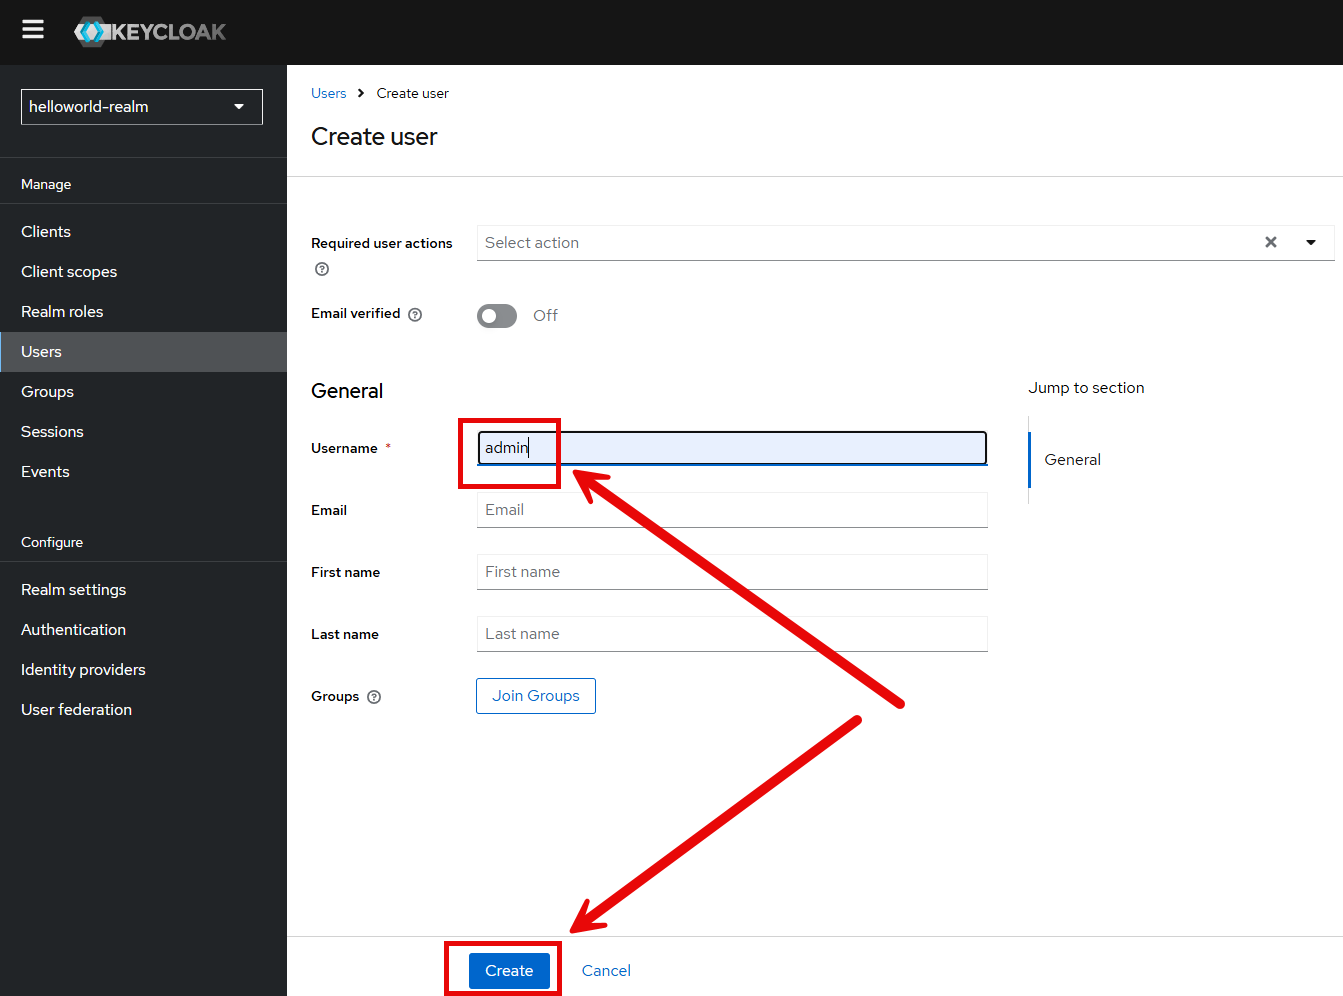 KEYCLOAK
helloworld-realm
Manage
Clients
Client scopes
Realm roles
Users
Groups
Sessions
Events
Configure
Realm settings
Authentication
Identity providers
User federation
Users > Create user
Create user
Required user actions
Select action
Email verified
Off
General
Jump to section
General
Username *
admin
Email
Email
First name
First name
Last name
Last name
Groups
Join Groups
Create
Cancel